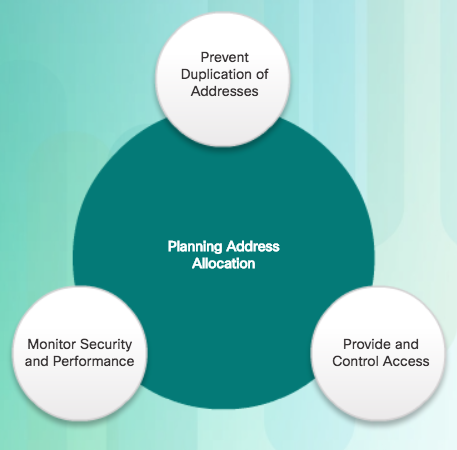 Prevent
Duplication of
Addresses
Planning Address
Allocation
Monitor Security
and Performance
Provide and
Control Access